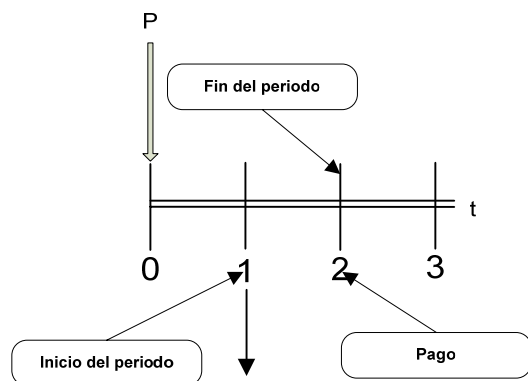 P
Fin del periodo
t
0 1 2 3
Inicio del periodo
Pago